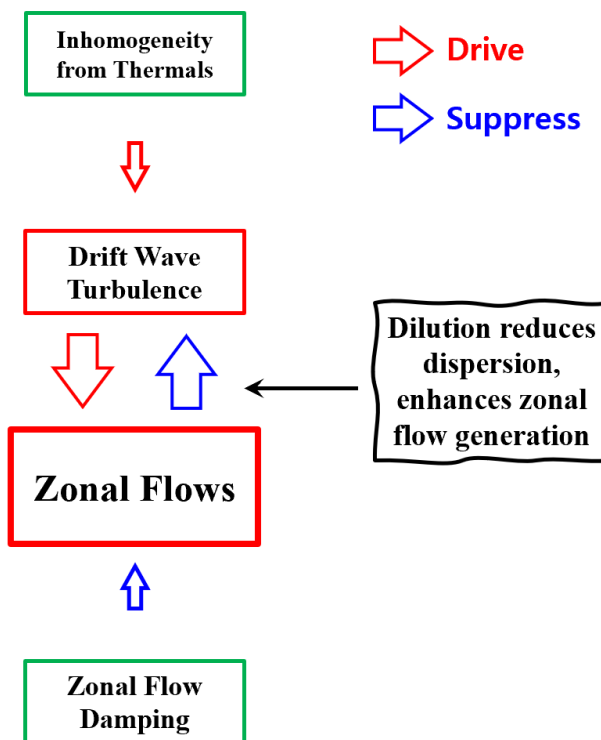 Inhomogeneity
from Thermals
Drive
Suppress
Drift Wave
Turbulence
Dilution reduces
dispersion,
enhances zonal
flow generation
Zonal Flows
Zonal Flow
Damping